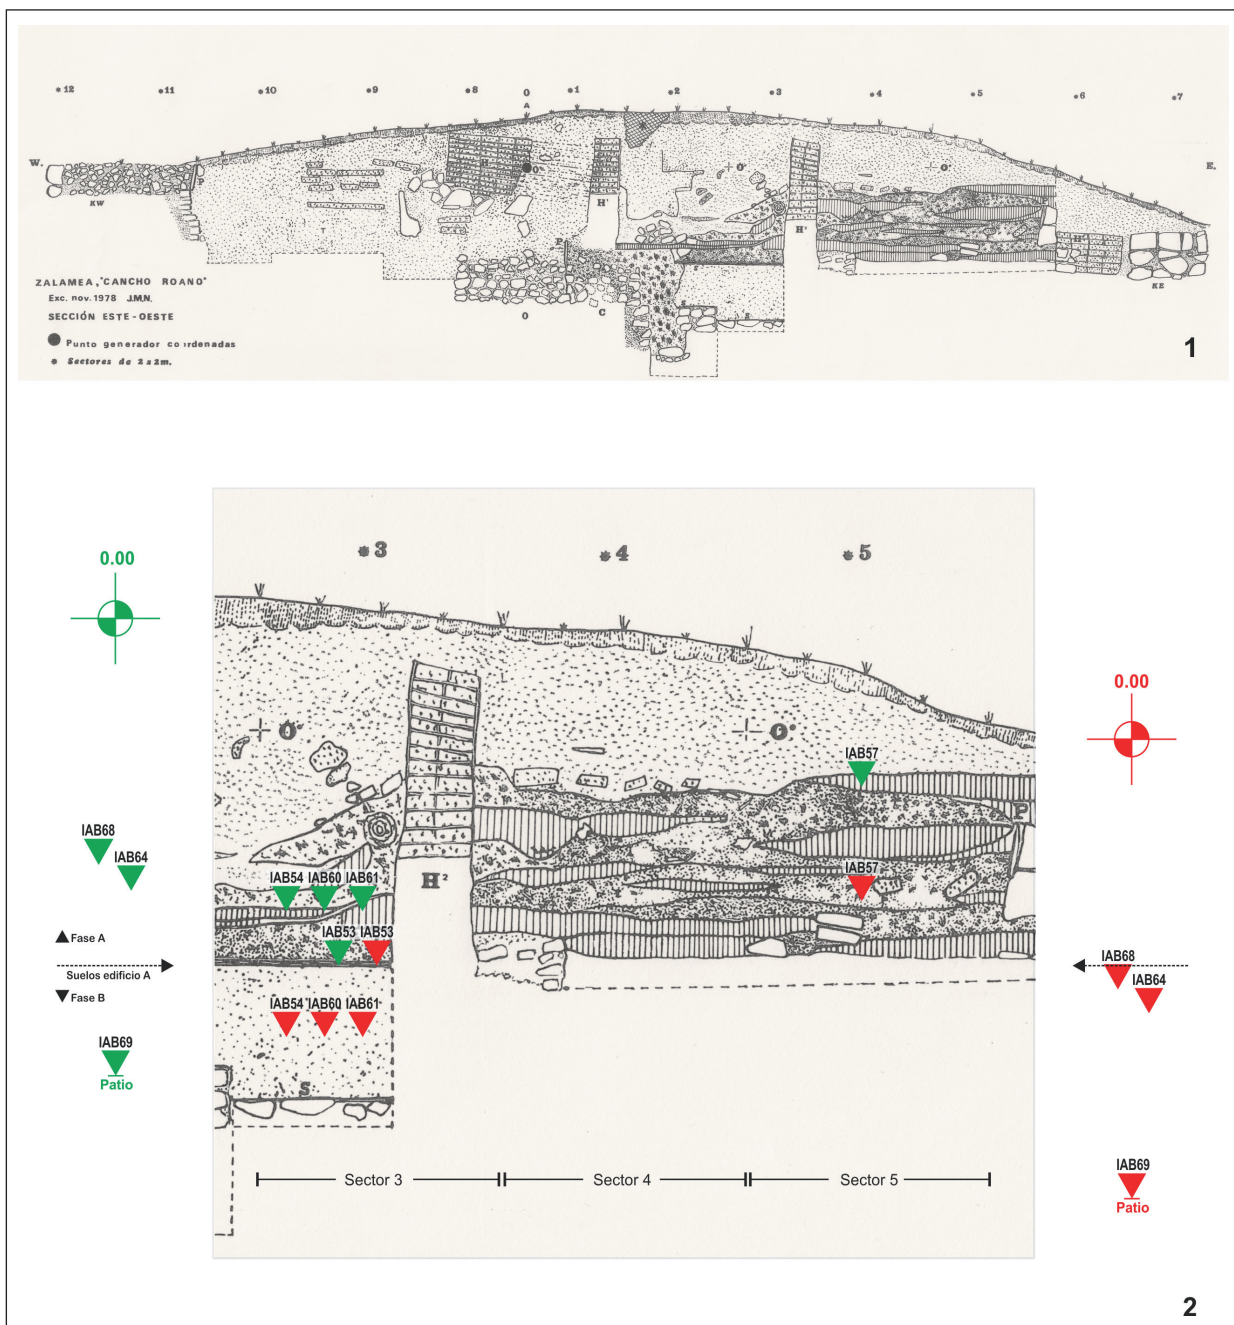 *12 *11 *10 *9 *8 0 *1 *2 *3 *4 *5 *6 *7
A
W. E.
P H O° H' O° H² O°
KW
P S
S S
H³
KE
O C
ZALAMEA, "CANCHO ROANO"
Exc. nov. 1978 J.M.N.
SECCIÓN ESTE-OESTE
Punto generador coordenadas
* Sectores de 2x2m.
1
*3 *4 *5
0.00
0.00
O° O°
IAB57
P
IAB68
IAB64
IAB54 IAB60 IAB61
H²
IAB57
IAB53 IAB53
Fase A
Suelos edificio A
Fase B
IAB68
IAB64
IAB54 IAB60 IAB61
IAB69
Patio
S
Sector 3 Sector 4 Sector 5
IAB69
Patio
2